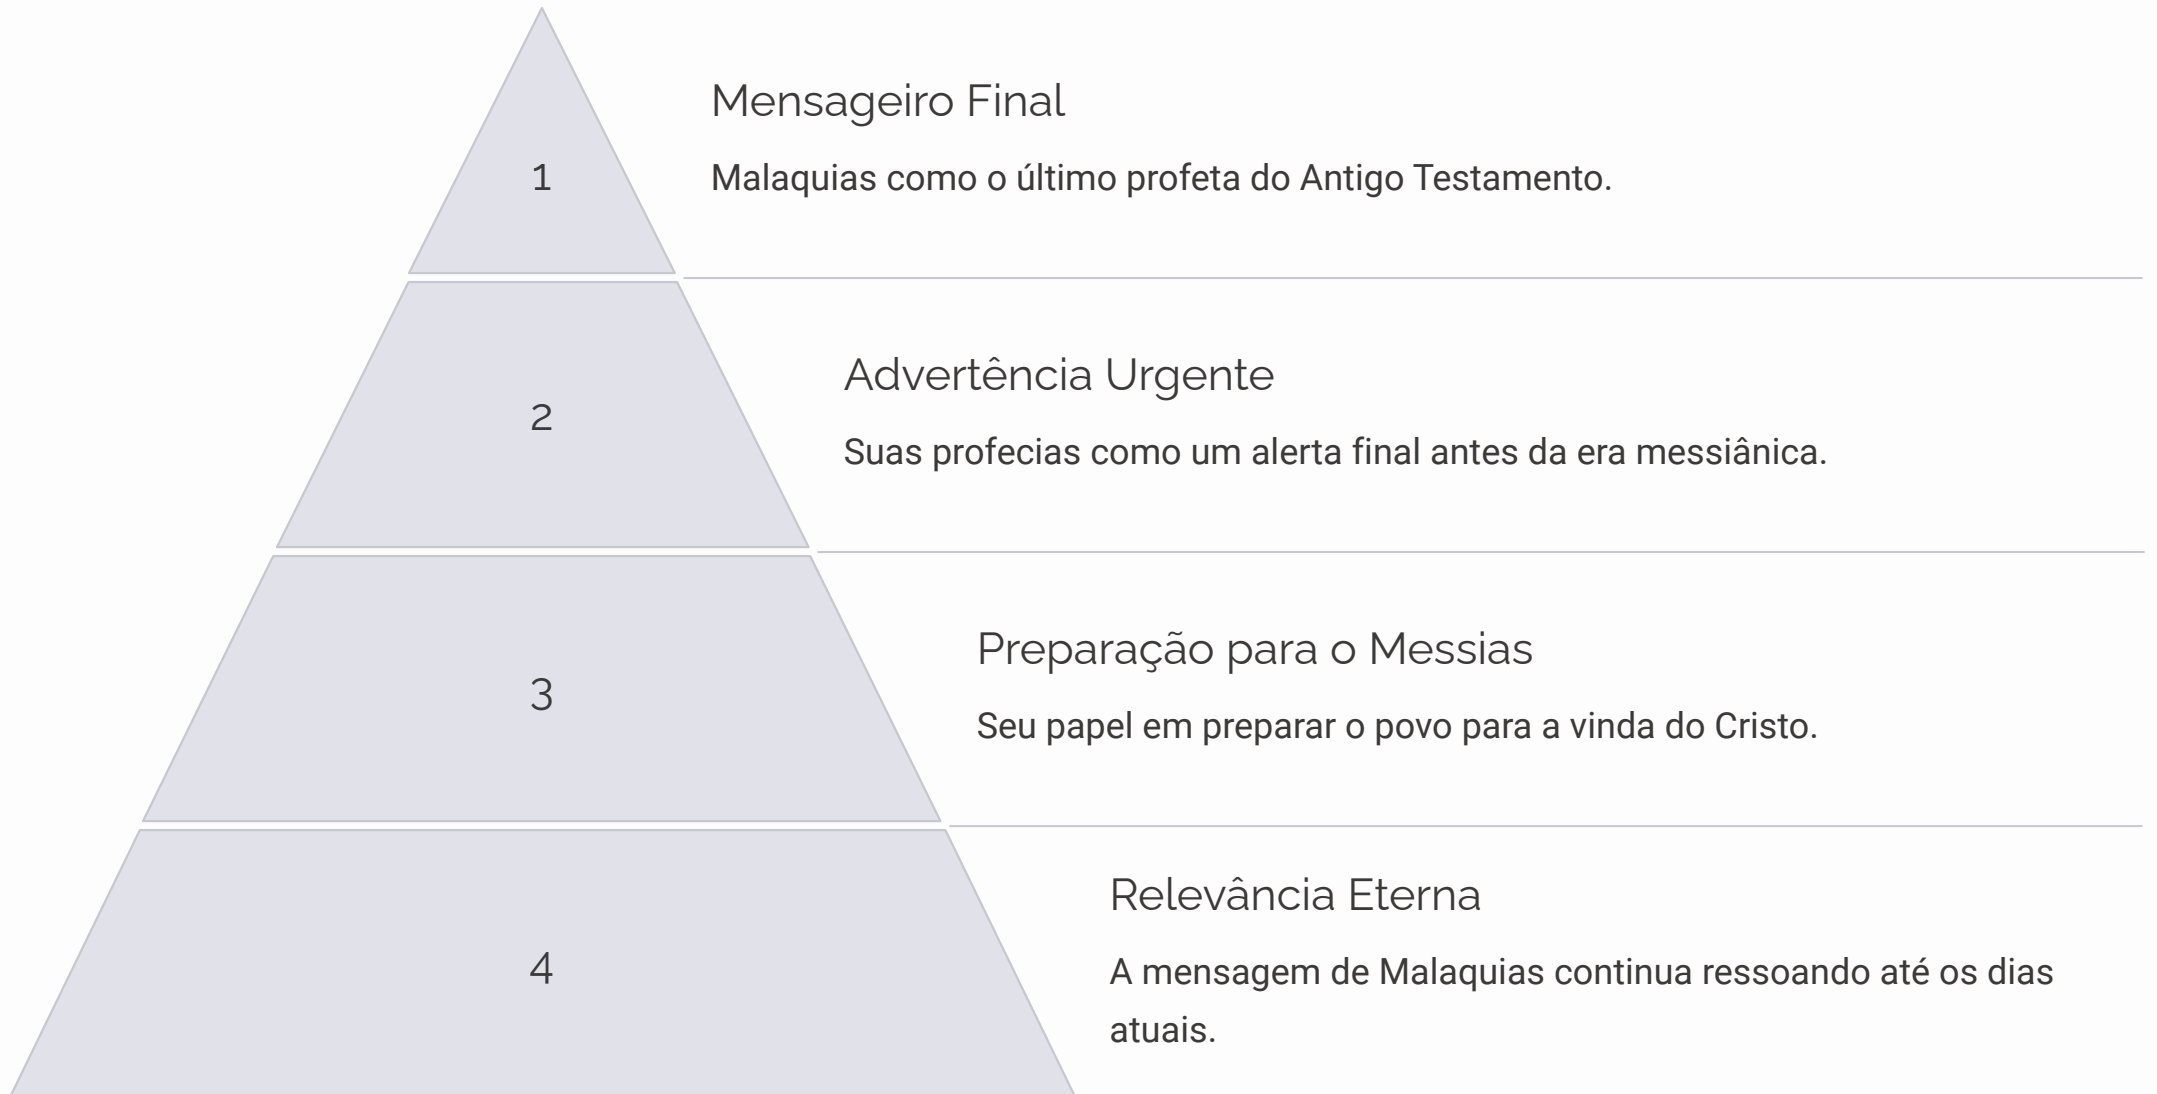 1
Mensageiro Final
Malaquias como o último profeta do Antigo Testamento.
2
Advertência Urgente
Suas profecias como um alerta final antes da era messiânica.
3
Preparação para o Messias
Seu papel em preparar o povo para a vinda do Cristo.
4
Relevância Eterna
A mensagem de Malaquias continua ressoando até os dias
atuais.